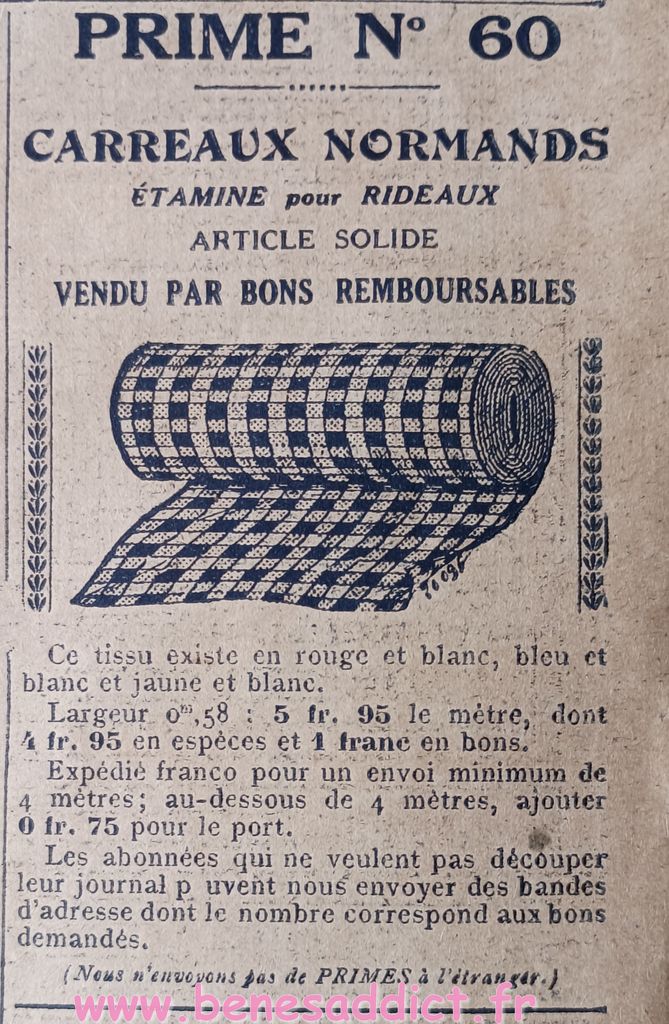 PRIME Nº 60
CARREAUX NORMANDS
ÉTAMINE pour RIDEAUX
ARTICLE SOLIDE
VENDU PAR BONS REMBOURSABLES
Ce tissu existe en rouge et blanc, bleu et
blanc et jaune et blanc.
Largeur 0ᵐ,58 : 5 fr. 95 le mètre, dont
4 fr. 95 en espèces et 1 franc en bons.
Expédié franco pour un envoi minimum de
4 mètres; au-dessous de 4 mètres, ajouter
0 fr. 75 pour le port.
Les abonnées qui ne veulent pas découper
leur journal p uvent nous envoyer des bandes
d'adresse dont le nombre correspond aux bons
demandés.
(Nous n'envoyons pas de PRIMES à l'étranger.)
www.benesaddict.fr